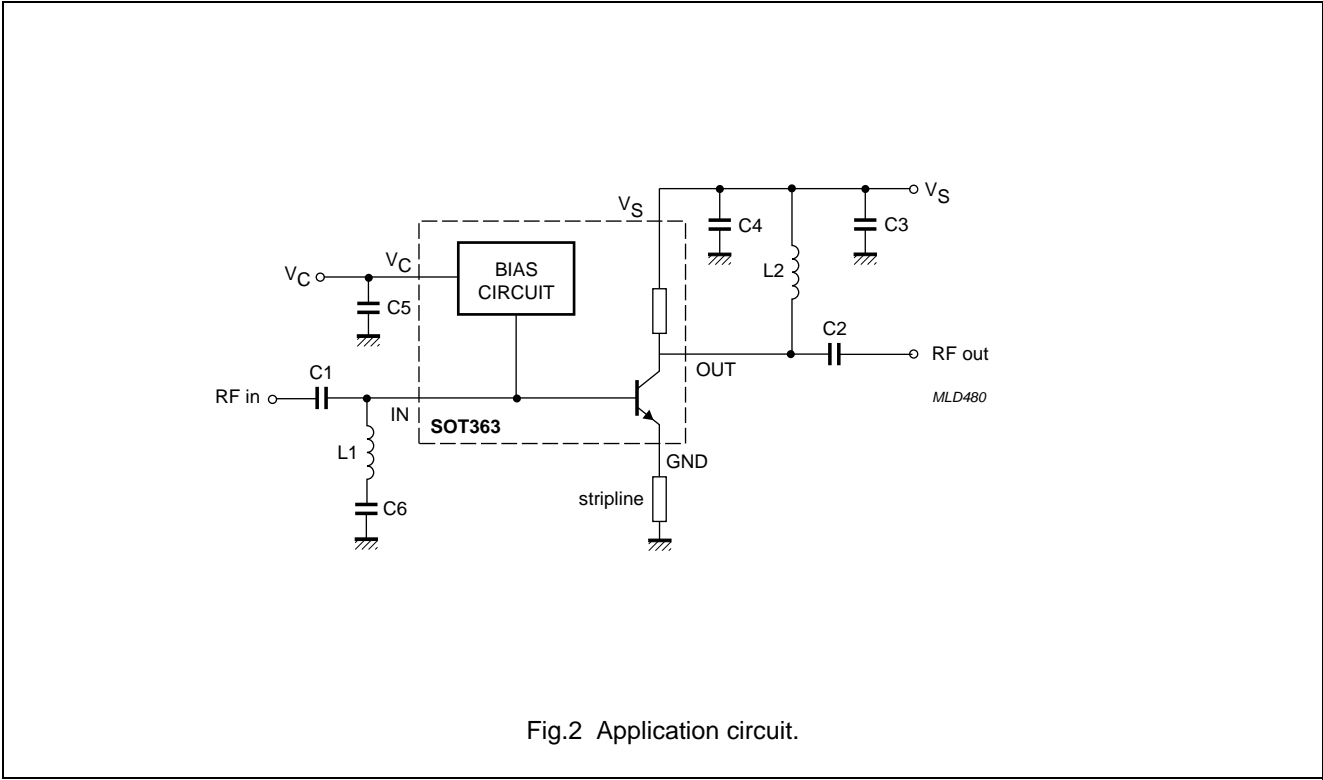 VS
VS
C4
C3
L2
VC
VC
BIAS
CIRCUIT
C5
C2
RF out
OUT
MLD480
C1
RF in
IN
SOT363
L1
GND
C6
stripline
Fig.2 Application circuit.